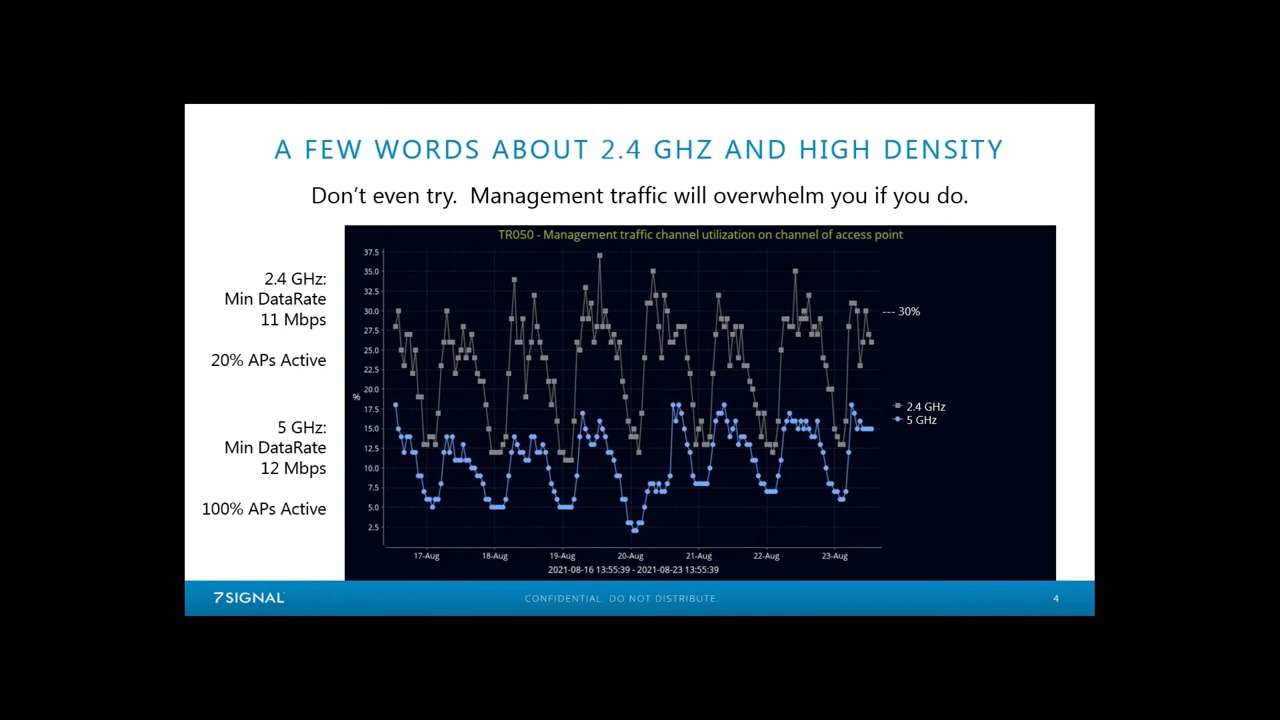 A FEW WORDS ABOUT 2.4 GHZ AND HIGH DENSITY
Don’t even try.  Management traffic will overwhelm you if you do.
2.4 GHz:
Min DataRate
11 Mbps
20% APs Active
5 GHz:
Min DataRate
12 Mbps
100% APs Active
TR050 - Management traffic channel utilization on channel of access point
37.5
35.0
32.5
30.0
27.5
25.0
22.5
20.0
17.5
15.0
12.5
10.0
7.5
5.0
2.5
%
--- 30%
2.4 GHz
5 GHz
17-Aug 18-Aug 19-Aug 20-Aug 21-Aug 22-Aug 23-Aug
2021-08-16 13:55:39 - 2021-08-23 13:55:39
7SIGNAL
CONFIDENTIAL. DO NOT DISTRIBUTE.
4